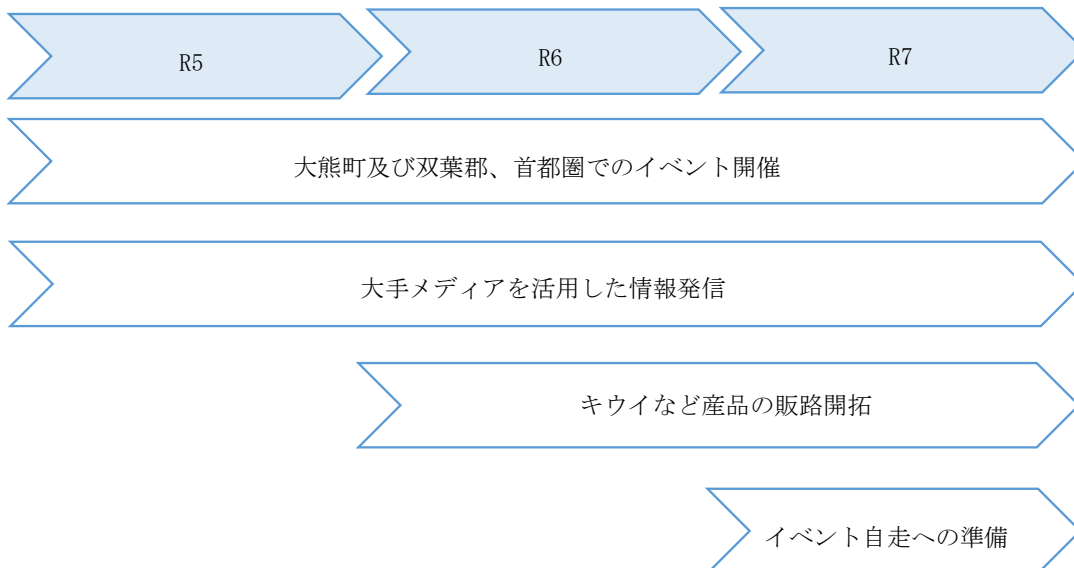 R5
R6
R7
大熊町及び双葉郡、首都圏でのイベント開催
大手メディアを活用した情報発信
キウイなど産品の販路開拓
イベント自走への準備